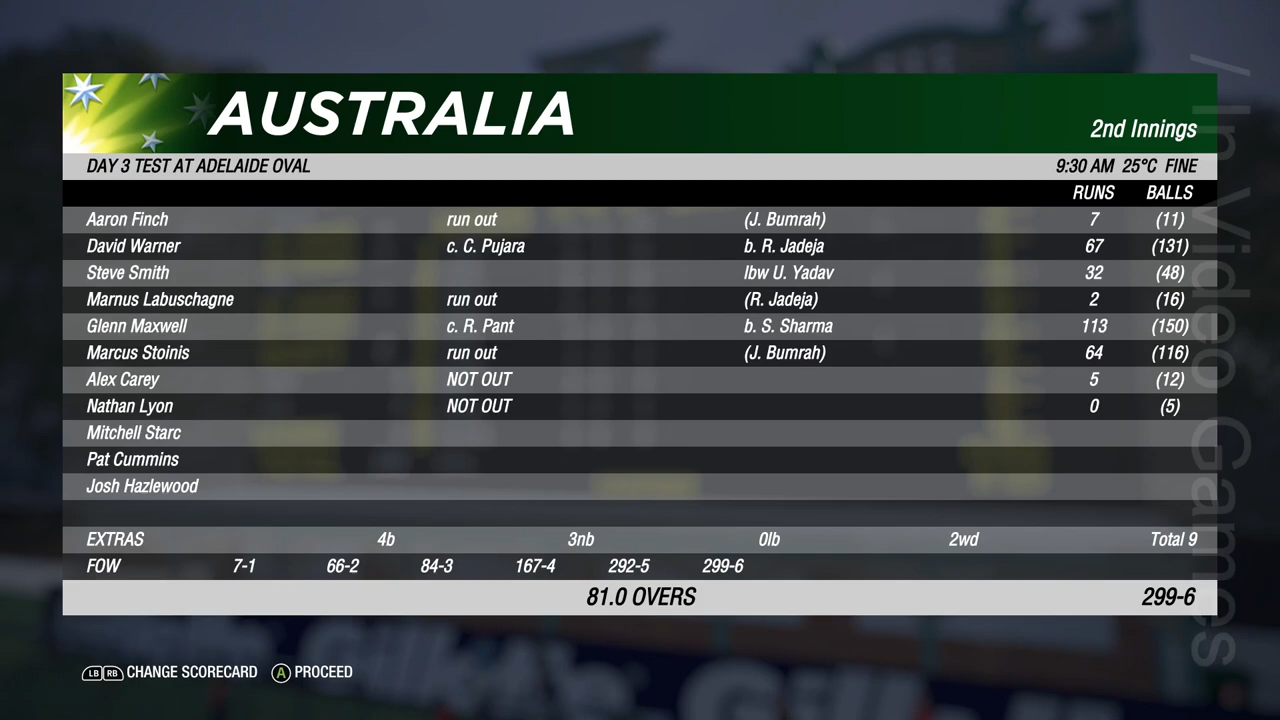 AUSTRALIA
2nd Innings
DAY 3 TEST AT ADELAIDE OVAL 9:30 AM 25°C FINE
RUNS BALLS
Aaron Finch run out (J. Bumrah) 7 (11)
David Warner c. C. Pujara b. R. Jadeja 67 (131)
Steve Smith lbw U. Yadav 32 (48)
Marnus Labuschagne run out (R. Jadeja) 2 (16)
Glenn Maxwell c. R. Pant b. S. Sharma 113 (150)
Marcus Stoinis run out (J. Bumrah) 64 (116)
Alex Carey NOT OUT 5 (12)
Nathan Lyon NOT OUT 0 (5)
Mitchell Starc
Pat Cummins
Josh Hazlewood
EXTRAS 4b 3nb 0lb 2wd Total 9
FOW 7-1 66-2 84-3 167-4 292-5 299-6
81.0 OVERS 299-6
LB RB CHANGE SCORECARD A PROCEED
/ In Video Games